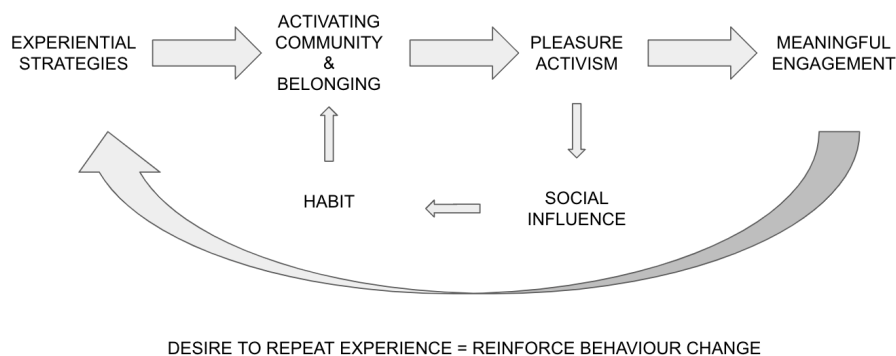 EXPERIENTIAL
STRATEGIES
ACTIVATING
COMMUNITY
&
BELONGING
PLEASURE
ACTIVISM
MEANINGFUL
ENGAGEMENT
HABIT
SOCIAL
INFLUENCE
DESIRE TO REPEAT EXPERIENCE = REINFORCE BEHAVIOUR CHANGE